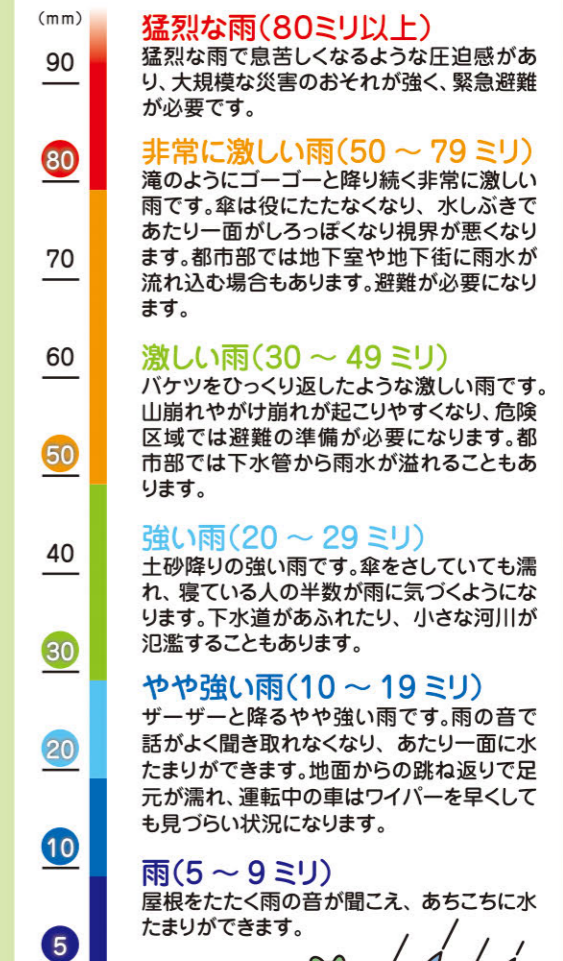 (mm)
90
80
70
60
50
40
30
20
10
5
猛烈な雨(80ミリ以上)
猛烈な雨で息苦しくなるような圧迫感があ
り、大規模な災害のおそれが強く、緊急避難
が必要です。
非常に激しい雨(50 ～ 79 ミリ)
滝のようにゴーゴーと降り続く非常に激しい
雨です。傘は役にたたなくなり、水しぶきで
あたり一面がしろっぽくなり視界が悪くなり
ます。都市部では地下室や地下街に雨水が
流れ込む場合もあります。避難が必要になり
ます。
激しい雨(30 ～ 49 ミリ)
バケツをひっくり返したような激しい雨です。
山崩れやがけ崩れが起こりやすくなり、危険
区域では避難の準備が必要になります。都
市部では下水管から雨水が溢れることもあ
ります。
強い雨(20 ～ 29 ミリ)
土砂降りの強い雨です。傘をさしていても濡
れ、寝ている人の半数が雨に気づくようにな
ります。下水道があふれたり、小さな河川が
氾濫することもあります。
やや強い雨(10 ～ 19 ミリ)
ザーザーと降るやや強い雨です。雨の音で
話がよく聞き取れなくなり、あたり一面に水
たまりができます。地面からの跳ね返りで足
元が濡れ、運転中の車はワイパーを早くして
も見づらい状況になります。
雨(5 ～ 9 ミリ)
屋根をたたく雨の音が聞こえ、あちこちに水
たまりができます。